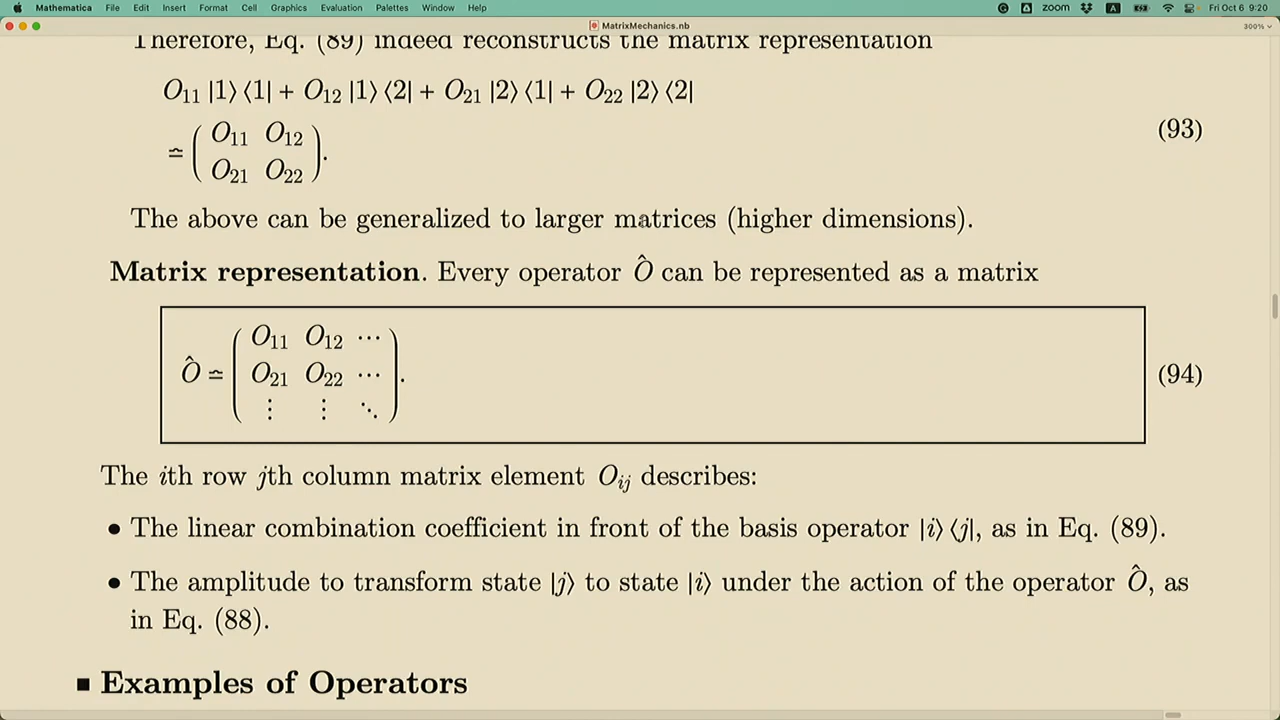 Mathematica File Edit Insert Format Cell Graphics Evaluation Palettes Window Help zoom A Fri Oct 6 9:20
MatrixMechanics.nb 300%
Therefore, Eq. (89) indeed reconstructs the matrix representation
O₁₁ |1⟩⟨1| + O₁₂ |1⟩⟨2| + O₂₁ |2⟩⟨1| + O₂₂ |2⟩⟨2|
≏ ( O₁₁ O₁₂
O₂₁ O₂₂ ). (93)
The above can be generalized to larger matrices (higher dimensions).
Matrix representation. Every operator Ô can be represented as a matrix
Ô ≏ ( O₁₁ O₁₂ ⋯
O₂₁ O₂₂ ⋯
⋮ ⋮ ⋱ ). (94)
The ith row jth column matrix element Oᵢⱼ describes:
• The linear combination coefficient in front of the basis operator |i⟩⟨j|, as in Eq. (89).
• The amplitude to transform state |j⟩ to state |i⟩ under the action of the operator Ô, as
in Eq. (88).
■ Examples of Operators